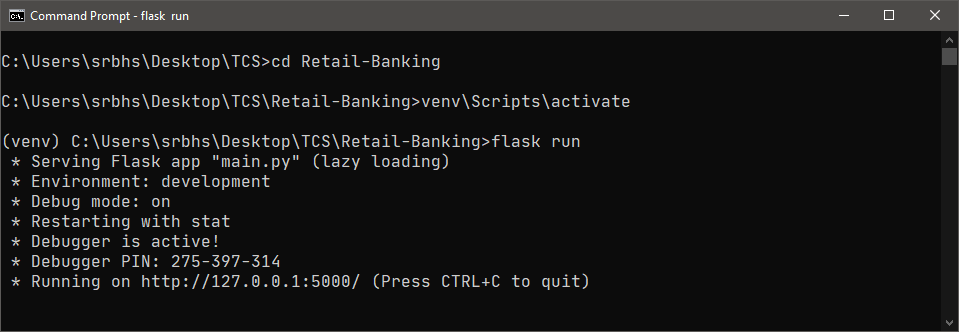 Command Prompt - flask run
C:\Users\srbhs\Desktop\TCS>cd Retail-Banking
C:\Users\srbhs\Desktop\TCS\Retail-Banking>venv\Scripts\activate
(venv) C:\Users\srbhs\Desktop\TCS\Retail-Banking>flask run
 * Serving Flask app "main.py" (lazy loading)
 * Environment: development
 * Debug mode: on
 * Restarting with stat
 * Debugger is active!
 * Debugger PIN: 275-397-314
 * Running on http://127.0.0.1:5000/ (Press CTRL+C to quit)